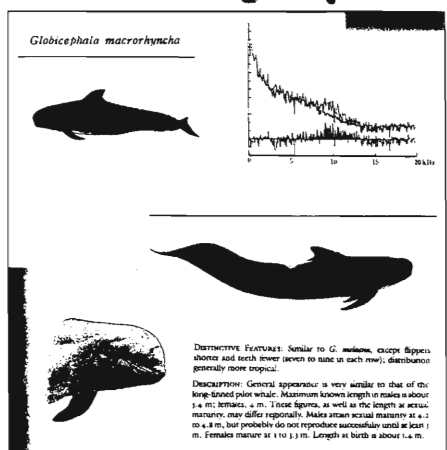 Globicephala macrorhyncha
0 5 10 15 20 kHz
DISTINCTIVE FEATURES: Similar to G. melaena, except flippers
shorter and teeth fewer (seven to nine in each row); distribution
generally more tropical.
DESCRIPTION: General appearance is very similar to that of the
long-finned pilot whale. Maximum known length in males is about
5.4 m; females, 4 m. These figures, as well as the length at sexual
maturity, may differ regionally. Males attain sexual maturity at 4.2
to 4.8 m, but probably do not reproduce successfully until at least 5
m. Females mature at 3 to 3.3 m. Length at birth is about 1.4 m.